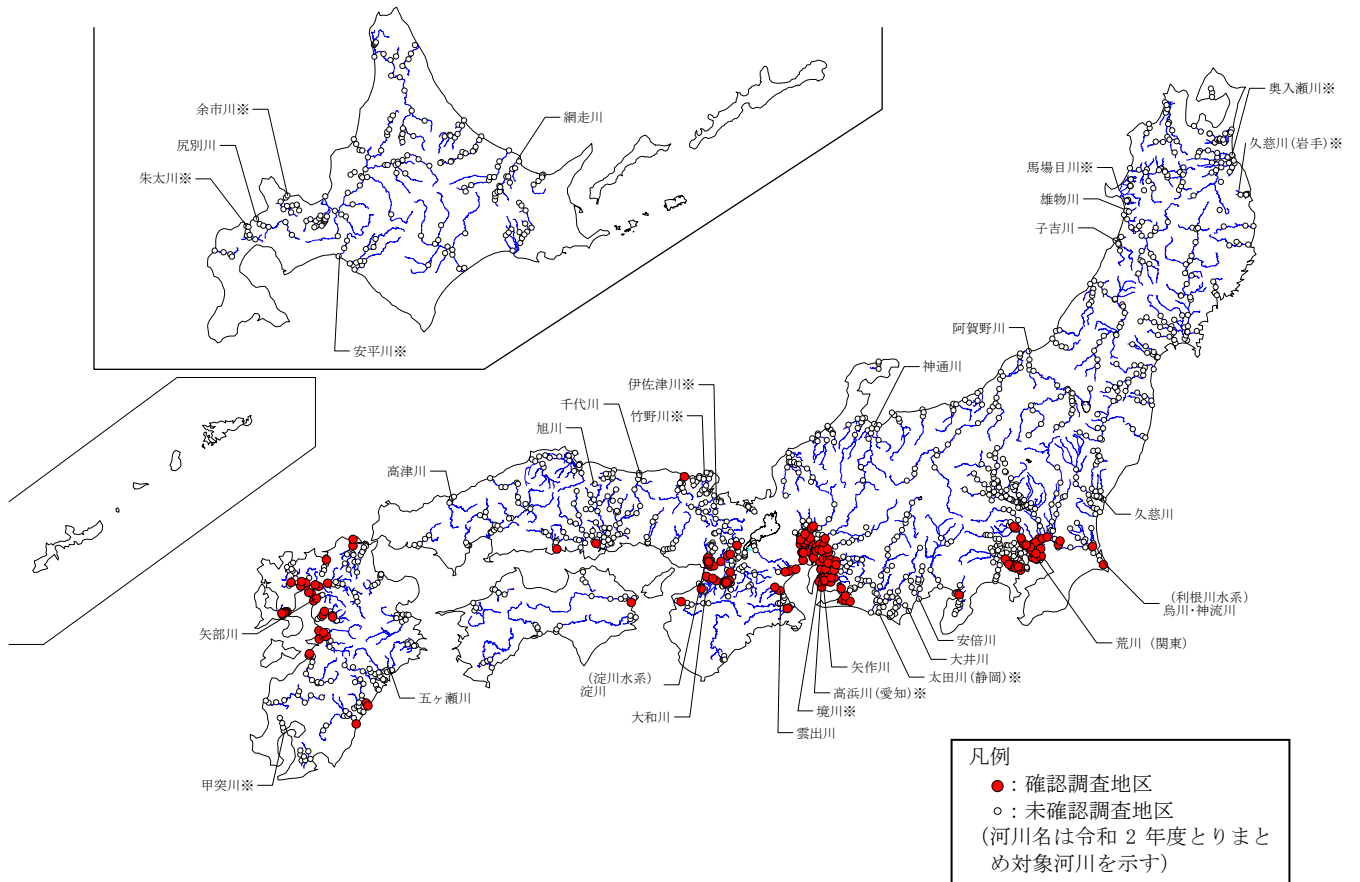 余市川※
尻別川
朱太川※
網走川
安平川※
奥入瀬川※
久慈川(岩手)※
馬場目川※
雄物川
子吉川
阿賀野川
神通川
伊佐津川※
千代川
竹野川※
旭川
高津川
久慈川
(利根川水系)
烏川・神流川
荒川 (関東)
安倍川
大井川
太田川(静岡)※
矢作川
高浜川(愛知)※
境川※
雲出川
(淀川水系)
淀川
大和川
矢部川
五ヶ瀬川
甲突川※
凡例
●：確認調査地区
○：未確認調査地区
(河川名は令和 2 年度とりまと
め対象河川を示す)